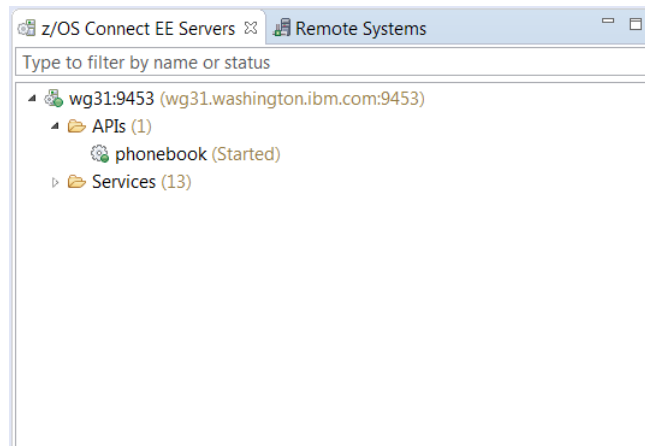 z/OS Connect EE Servers Remote Systems
Type to filter by name or status
wg31:9453 (wg31.washington.ibm.com:9453)
APIs (1)
phonebook (Started)
Services (13)